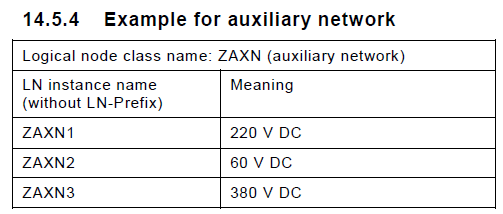 14.5.4 Example for auxiliary network
Logical node class name: ZAXN (auxiliary network)
LN instance name Meaning
(without LN-Prefix)
ZAXN1 220 V DC
ZAXN2 60 V DC
ZAXN3 380 V DC